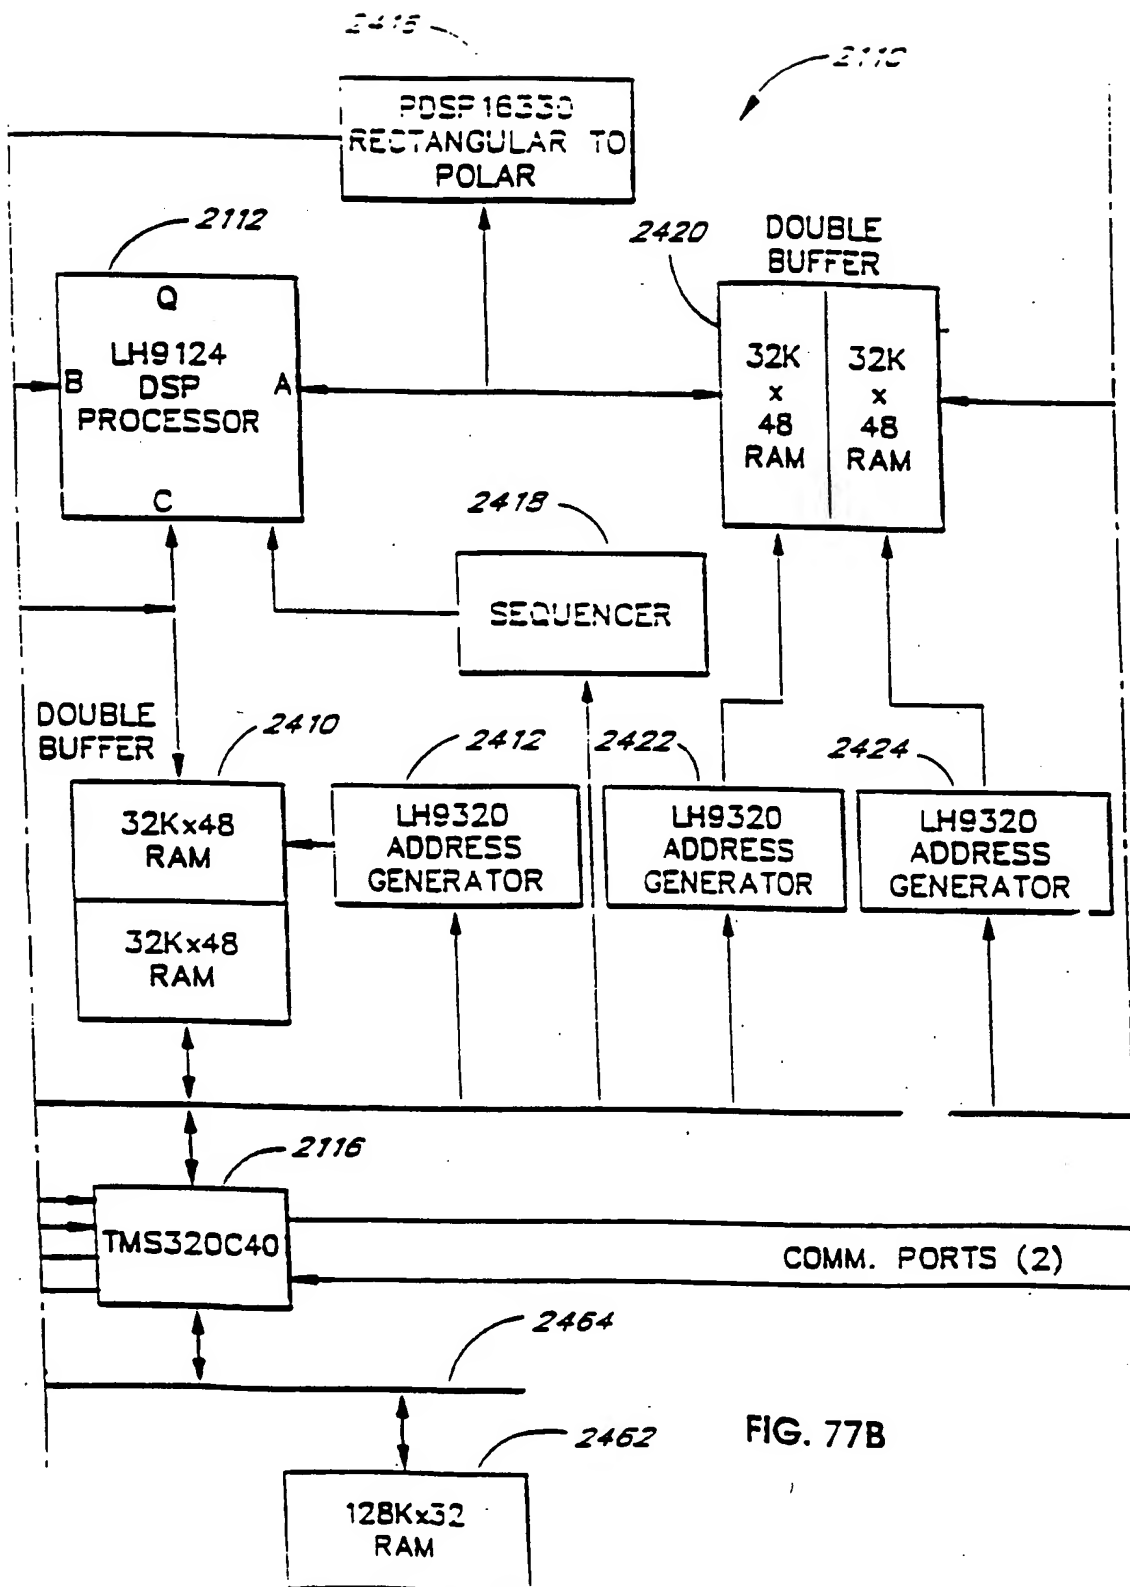 2110
PDSP16330
RECTANGULAR TO
POLAR
2112
2420
DOUBLE
BUFFER
Q
LH9124
DSP
PROCESSOR
B
A
C
32K
x
48
RAM
32K
x
48
RAM
2418
SEQUENCER
DOUBLE
BUFFER
2410
2412
2422
2424
32Kx48
RAM
32Kx48
RAM
LH9320
ADDRESS
GENERATOR
LH9320
ADDRESS
GENERATOR
LH9320
ADDRESS
GENERATOR
2116
TMS320C40
COMM. PORTS (2)
2464
2462
128Kx32
RAM
FIG. 77B